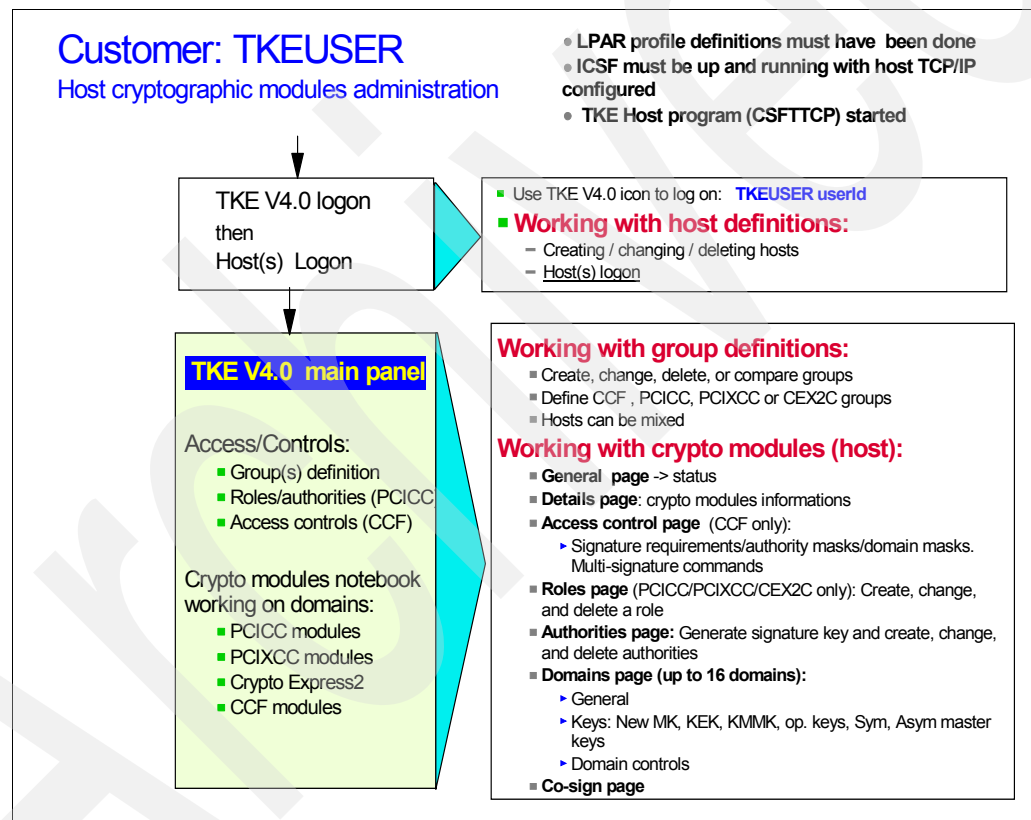 Customer: TKEUSER
Host cryptographic modules administration
LPAR profile definitions must have been done
ICSF must be up and running with host TCP/IP
configured
TKE Host program (CSFTTCP) started
TKE V4.0 logon
then
Host(s) Logon
Use TKE V4.0 icon to log on: TKEUSER userId
Working with host definitions:
– Creating / changing / deleting hosts
– Host(s) logon
TKE V4.0 main panel
Access/Controls:
Group(s) definition
Roles/authorities (PCICC)
Access controls (CCF)
Crypto modules notebook
working on domains:
PCICC modules
PCIXCC modules
Crypto Express2
CCF modules
Working with group definitions:
Create, change, delete, or compare groups
Define CCF , PCICC, PCIXCC or CEX2C groups
Hosts can be mixed
Working with crypto modules (host):
General page -> status
Details page: crypto modules informations
Access control page (CCF only):
Signature requirements/authority masks/domain masks.
Multi-signature commands
Roles page (PCICC/PCIXCC/CEX2C only): Create, change,
and delete a role
Authorities page: Generate signature key and create, change,
and delete authorities
Domains page (up to 16 domains):
General
Keys: New MK, KEK, KMMK, op. keys, Sym, Asym master
keys
Domain controls
Co-sign page